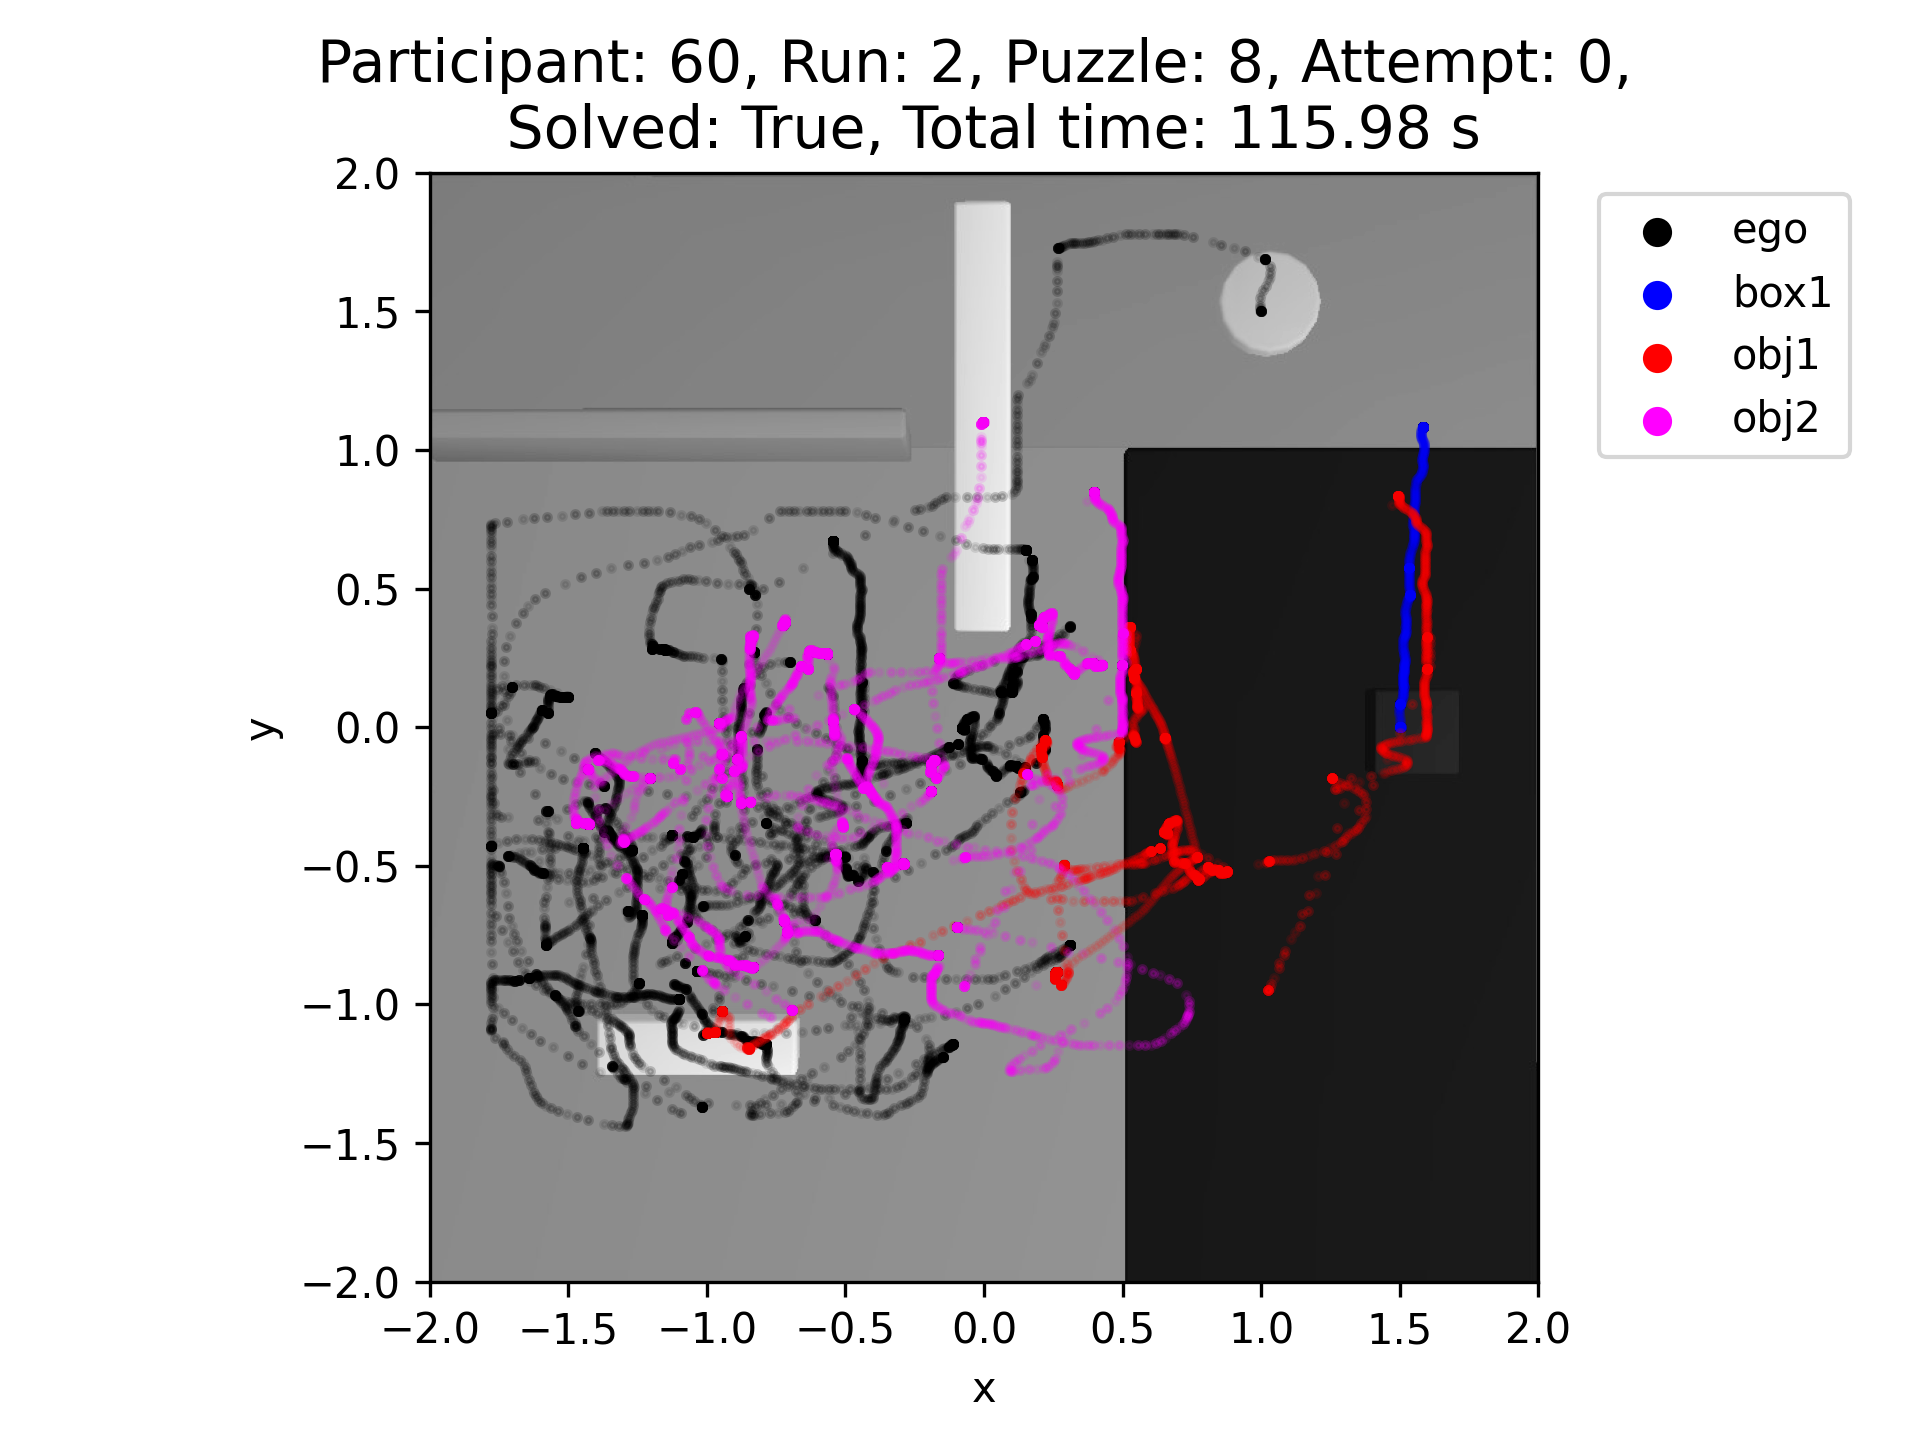 Participant: 60, Run: 2, Puzzle: 8, Attempt: 0,
Solved: True, Total time: 115.98 s
ego
box1
obj1
obj2
2.0
1.5
1.0
0.5
0.0
−0.5
−1.0
−1.5
−2.0
y
−2.0 −1.5 −1.0 −0.5 0.0 0.5 1.0 1.5 2.0
x